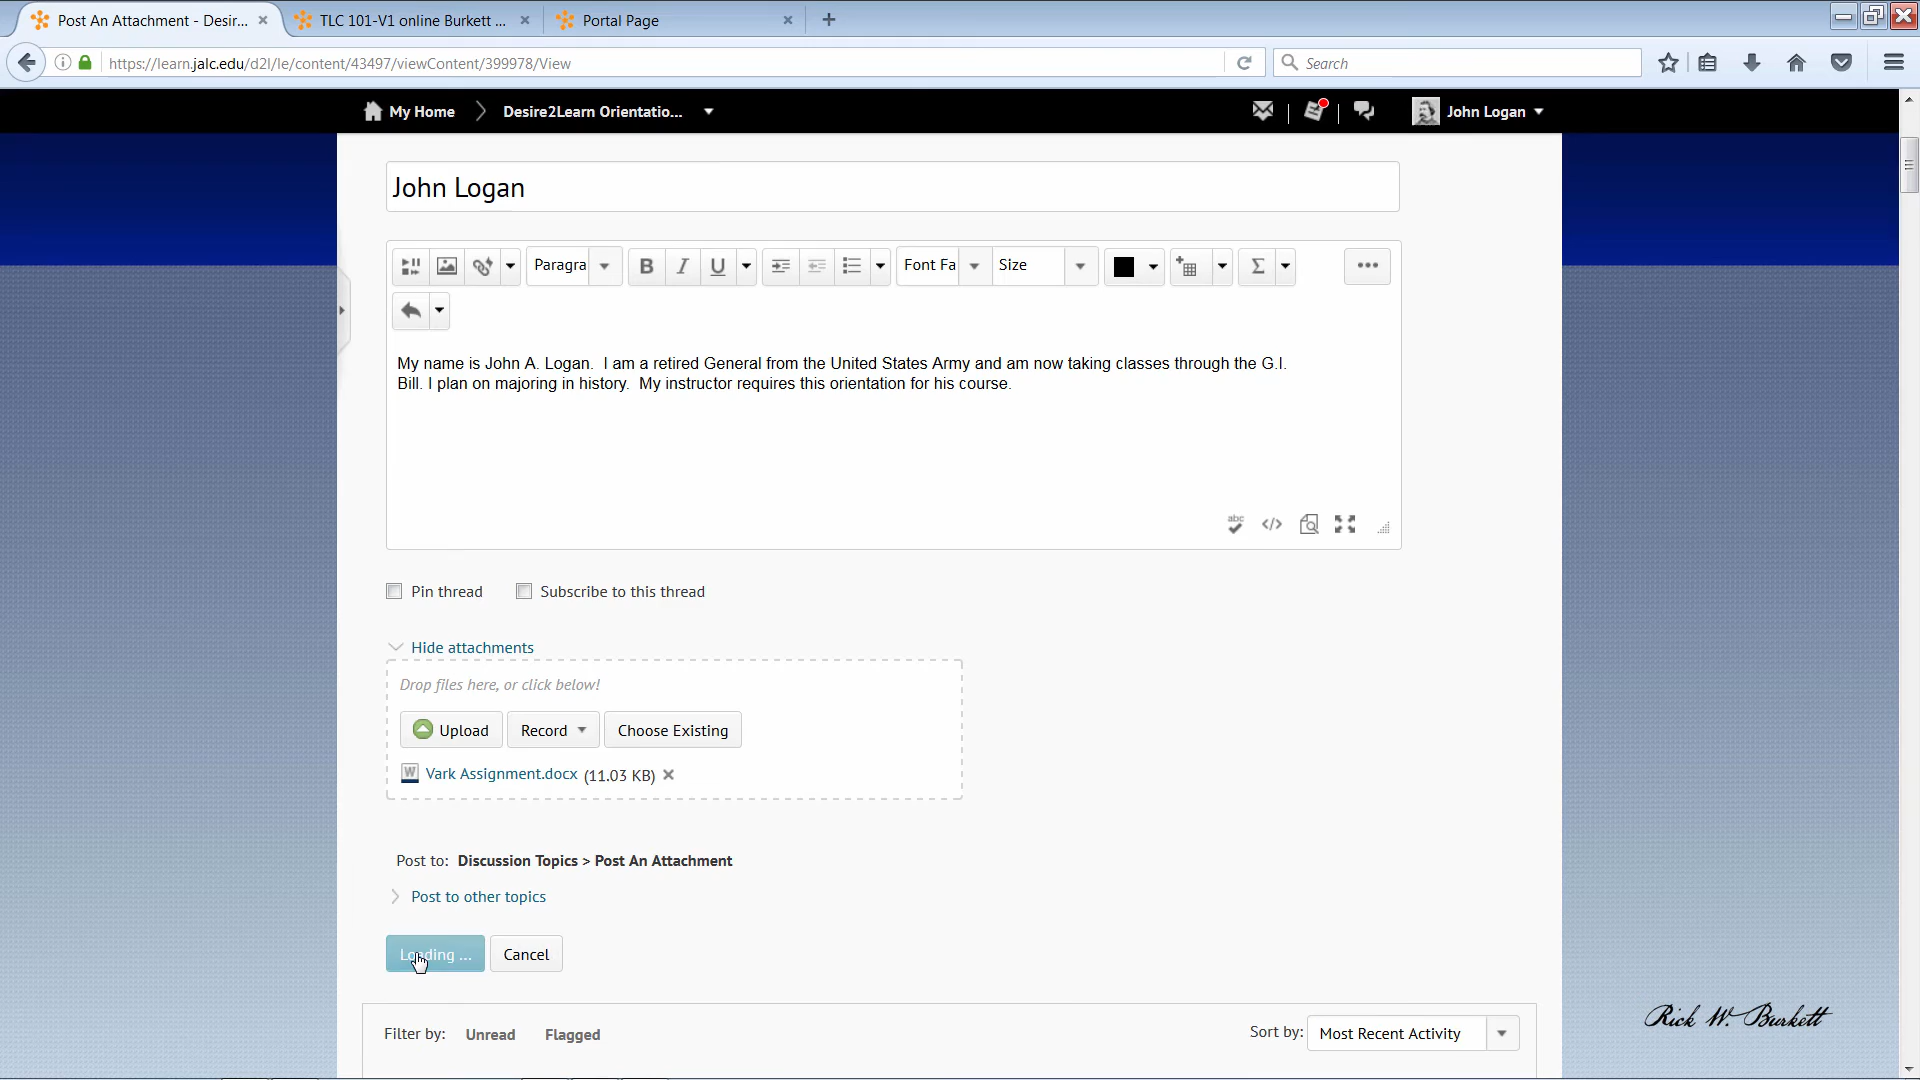 Post An Attachment - Desir...
TLC 101-V1 online Burkett ...
Portal Page
https://learn.jalc.edu/d2l/le/content/43497/viewContent/399978/View
Search
My Home
Desire2Learn Orientatio...
John Logan
John Logan
Paragra
B
I
U
Font Fa
Size
Σ
My name is John A. Logan.  I am a retired General from the United States Army and am now taking classes through the G.I.
Bill. I plan on majoring in history.  My instructor requires this orientation for his course.
abc
</>
Pin thread
Subscribe to this thread
Hide attachments
Drop files here, or click below!
Upload
Record
Choose Existing
W
Vark Assignment.docx (11.03 KB)
Post to: Discussion Topics > Post An Attachment
Post to other topics
Loading ...
Cancel
Rick W. Burkett
Filter by:
Unread
Flagged
Sort by:
Most Recent Activity